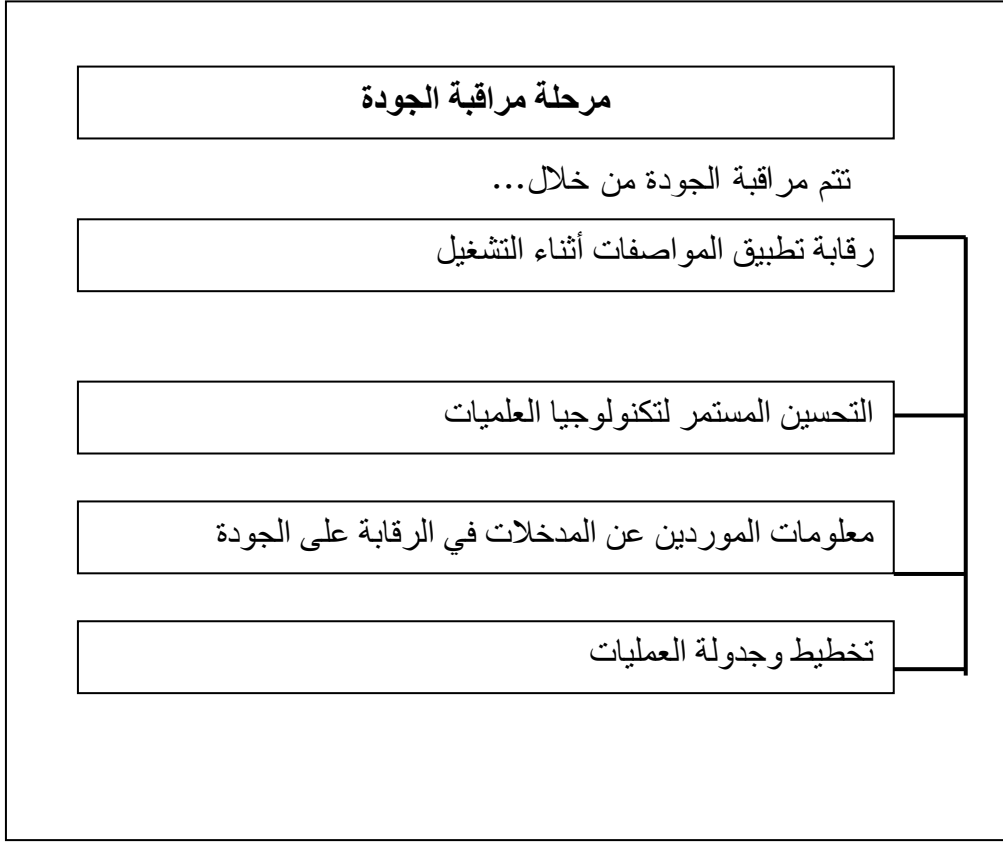 مرحلة مراقبة الجودة
تتم مراقبة الجودة من خلال...
رقابة تطبيق المواصفات أثناء التشغيل
التحسين المستمر لتكنولوجيا العلميات
معلومات الموردين عن المدخلات في الرقابة على الجودة
تخطيط وجدولة العمليات